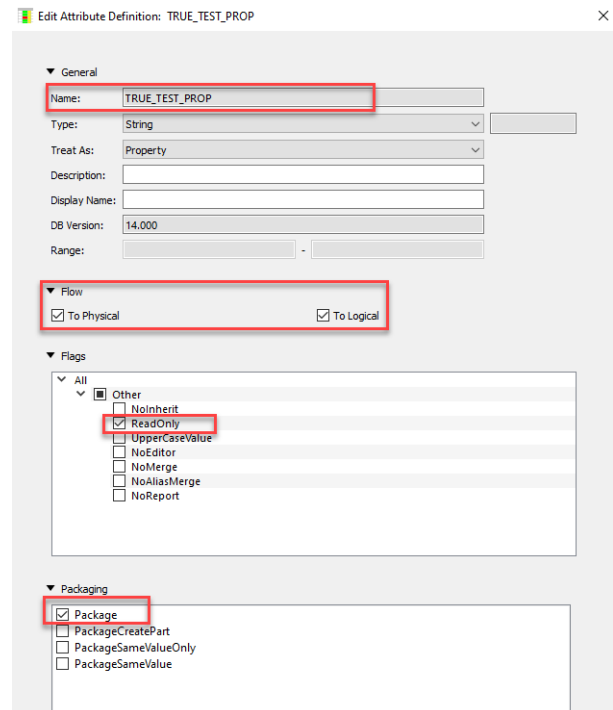 Edit Attribute Definition: TRUE_TEST_PROP
General
Name: TRUE_TEST_PROP
Type: String
Treat As: Property
Description:
Display Name:
DB Version: 14.000
Range: -
Flow
To Physical To Logical
Flags
All
Other
NoInherit
ReadOnly
UpperCaseValue
NoEditor
NoMerge
NoAliasMerge
NoReport
Packaging
Package
PackageCreatePart
PackageSameValueOnly
PackageSameValue